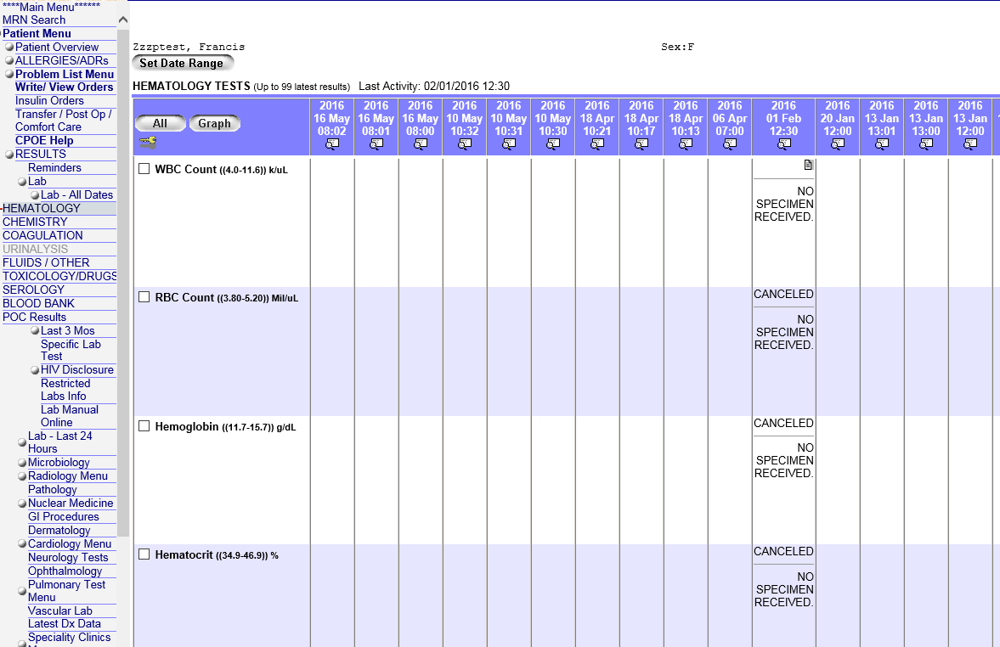 ****Main Menu******
MRN Search
Patient Menu
Patient Overview
ALLERGIES/ADRs
Problem List Menu
Write/ View Orders
Insulin Orders
Transfer / Post Op /
Comfort Care
CPOE Help
RESULTS
Reminders
Lab
Lab - All Dates
HEMATOLOGY
CHEMISTRY
COAGULATION
URINALYSIS
FLUIDS / OTHER
TOXICOLOGY/DRUGS
SEROLOGY
BLOOD BANK
POC Results
Last 3 Mos
Specific Lab
Test
HIV Disclosure
Restricted
Labs Info
Lab Manual
Online
Lab - Last 24
Hours
Microbiology
Radiology Menu
Pathology
Nuclear Medicine
GI Procedures
Dermatology
Cardiology Menu
Neurology Tests
Ophthalmology
Pulmonary Test
Menu
Vascular Lab
Latest Dx Data
Speciality Clinics
Zzzptest, Francis Sex:F
Set Date Range
HEMATOLOGY TESTS (Up to 99 latest results) Last Activity: 02/01/2016 12:30
All Graph
2016 2016 2016 2016 2016 2016 2016 2016 2016 2016 2016 2016 2016 2016 2016
16 May 16 May 16 May 10 May 10 May 10 May 18 Apr 18 Apr 18 Apr 06 Apr 01 Feb 20 Jan 13 Jan 13 Jan 13 Jan
08:02 08:01 08:00 10:32 10:31 10:30 10:21 10:17 10:13 07:00 12:30 12:00 13:01 13:00 12:00
WBC Count ((4.0-11.6)) k/uL
NO
SPECIMEN
RECEIVED.
RBC Count ((3.80-5.20)) Mil/uL
CANCELED
NO
SPECIMEN
RECEIVED.
Hemoglobin ((11.7-15.7)) g/dL
CANCELED
NO
SPECIMEN
RECEIVED.
Hematocrit ((34.9-46.9)) %
CANCELED
NO
SPECIMEN
RECEIVED.